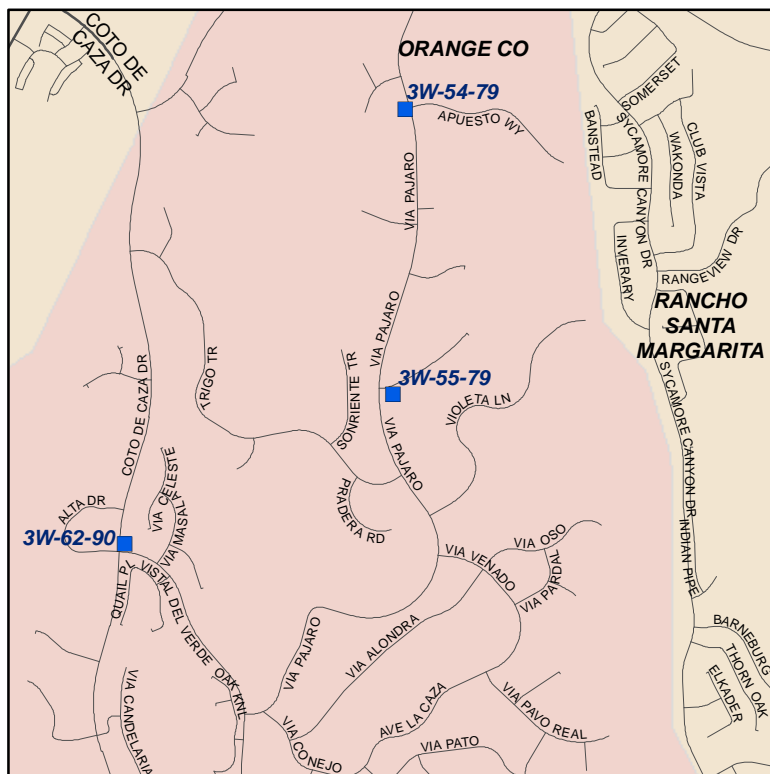 COTO DE
CAZA DR
ORANGE CO
3W-54-79
APUESTO WY
SOMERSET
BANSTEAD
SYCAMORE CANYON DR
WAKONDA
CLUB VISTA
VIA PAJARO
INVERARY
RANGEVIEW DR
RANCHO
SANTA
MARGARITA
VIA PAJARO
TRIGO TR
SONRIENTE TR
3W-55-79
VIOLETA LN
COTO DE CAZA DR
VIA PAJARO
SYCAMORE CANYON DR
VIA CELESTE
ALTA DR
VIA MASALA
PRADERA RD
3W-62-90
VIA OSO
VIA VENADO
VIA PARDAL
INDIAN PIPE
QUAIL PL
VISTAL DEL VERDE
OAK KNL
VIA PAJARO
VIA ALONDRA
BARNEBURG
THORN OAK
ELKADER
VIA CANDELARIA
AVE LA CAZA
VIA PAVO REAL
VIA CONEJO
VIA PATO